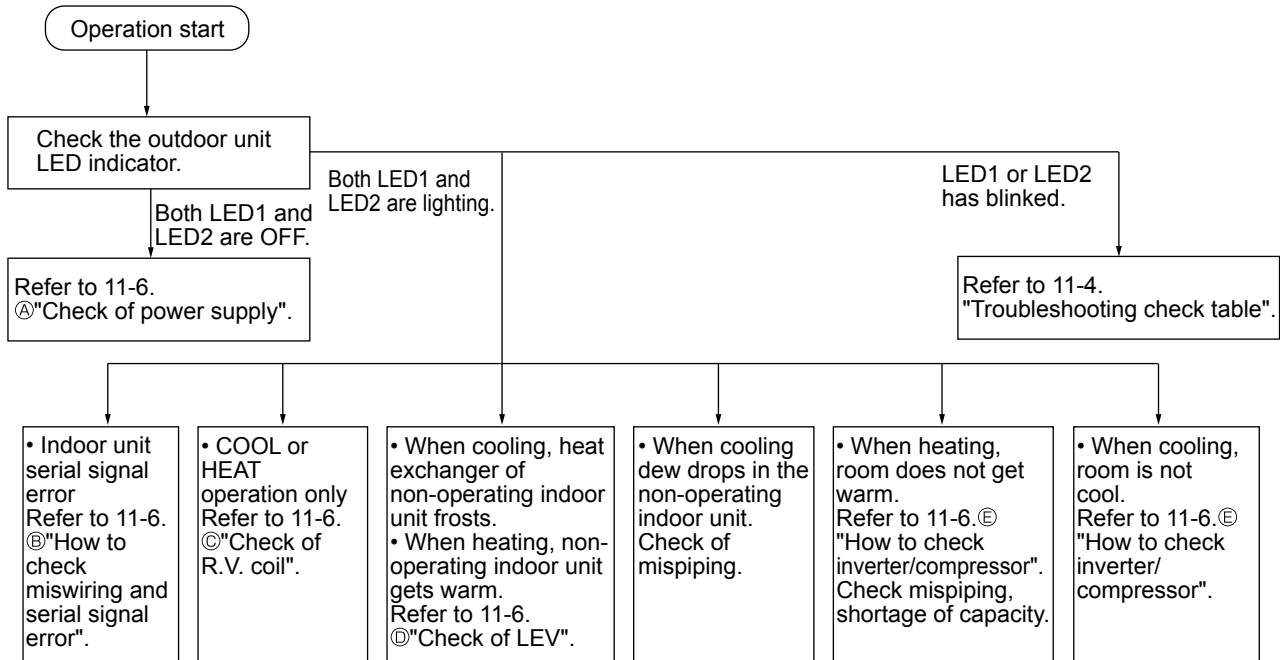 Operation start
Check the outdoor unit
LED indicator.
Both LED1 and
LED2 are lighting.
LED1 or LED2
has blinked.
Both LED1 and
LED2 are OFF.
Refer to 11-6.
Ⓐ"Check of power supply".
Refer to 11-4.
"Troubleshooting check table".
• Indoor unit
serial signal
error
Refer to 11-6.
Ⓑ"How to
check
miswiring and
serial signal
error".
• COOL or
HEAT
operation only
Refer to 11-6.
Ⓒ"Check of
R.V. coil".
• When cooling, heat
exchanger of
non-operating indoor
unit frosts.
• When heating, non-
operating indoor unit
gets warm.
Refer to 11-6.
Ⓓ"Check of LEV".
• When cooling
dew drops in the
non-operating
indoor unit.
Check of
mispiping.
• When heating,
room does not get
warm.
Refer to 11-6.Ⓔ
"How to check
inverter/compressor".
Check mispiping,
shortage of capacity.
• When cooling,
room is not
cool.
Refer to 11-6.Ⓔ
"How to check
inverter/
compressor".